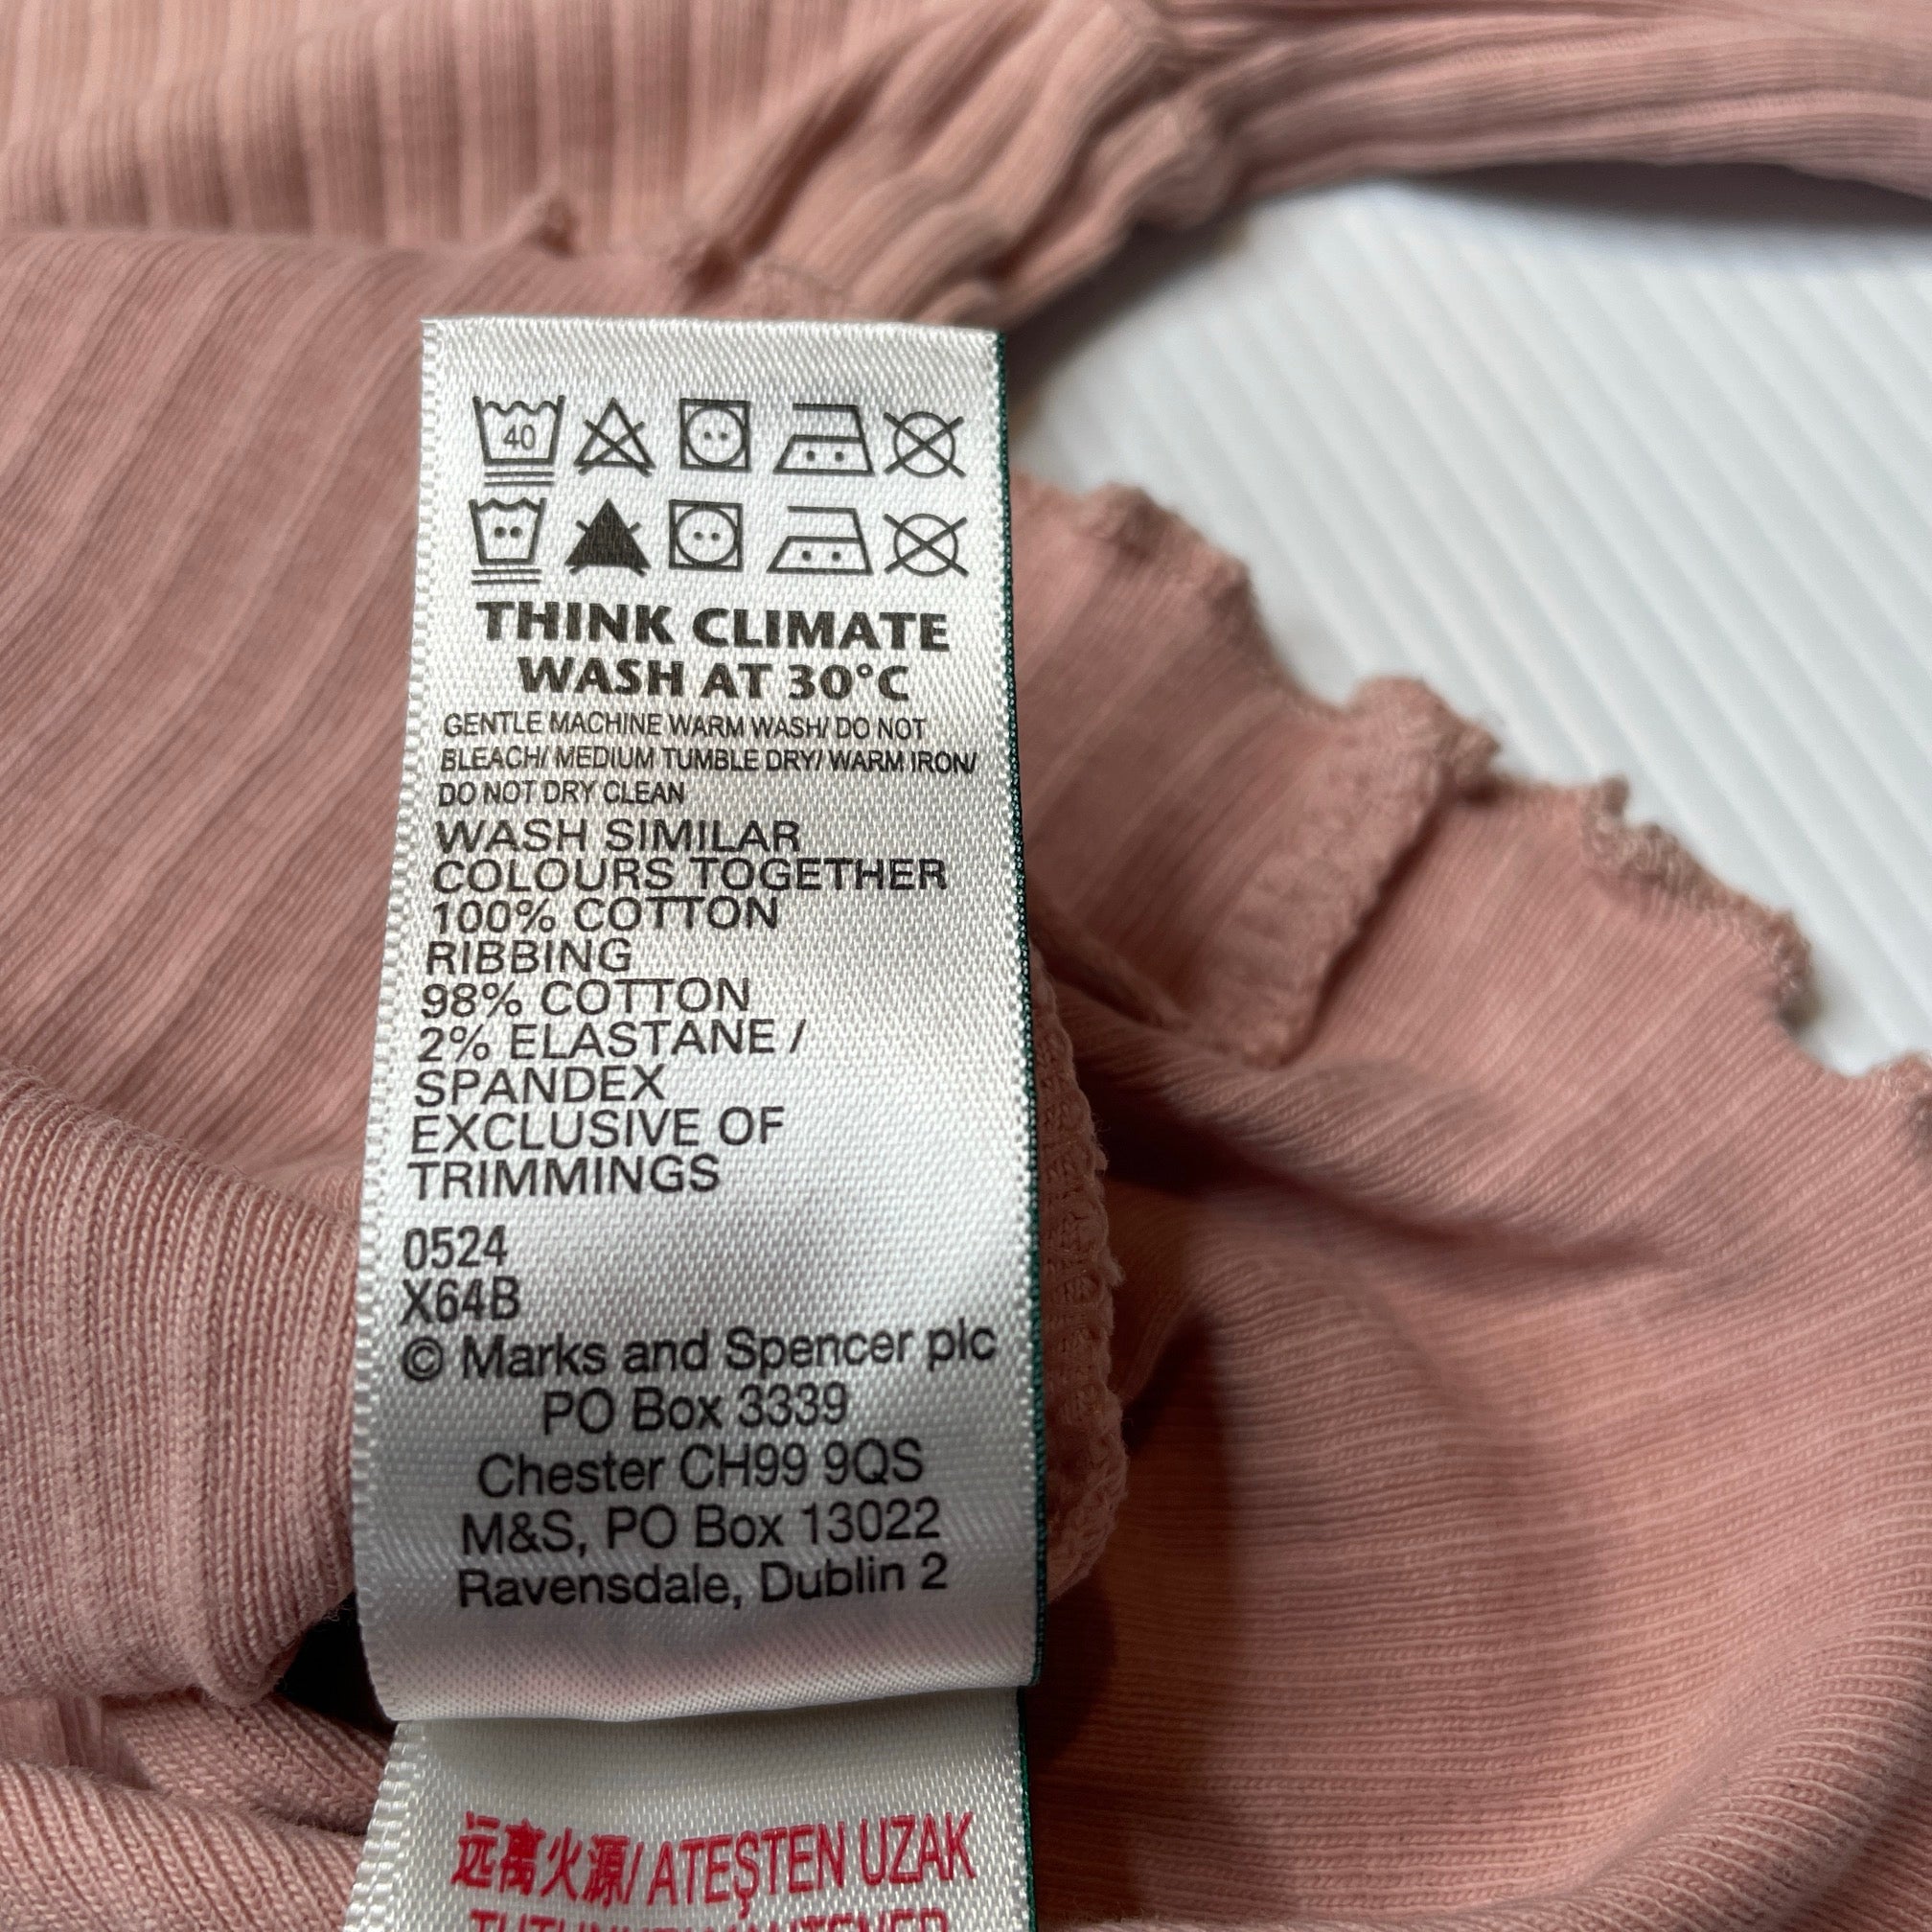 40
THINK CLIMATE
WASH AT 30°C
GENTLE MACHINE WARM WASH/ DO NOT
BLEACH/ MEDIUM TUMBLE DRY/ WARM IRON/
DO NOT DRY CLEAN
WASH SIMILAR
COLOURS TOGETHER
100% COTTON
RIBBING
98% COTTON
2% ELASTANE /
SPANDEX
EXCLUSIVE OF
TRIMMINGS
0524
X64B
© Marks and Spencer plc
PO Box 3339
Chester CH99 9QS
M&S, PO Box 13022
Ravensdale, Dublin 2
远离火源/ ATEŞTEN UZAK